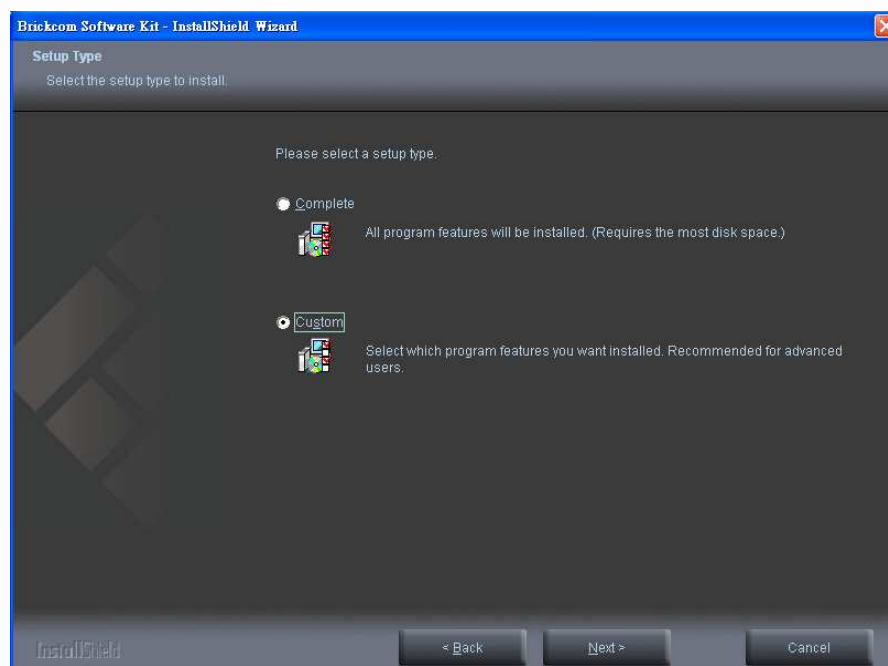 Brickcom Software Kit - InstallShield Wizard
Setup Type
Select the setup type to install.
Please select a setup type.
Complete
All program features will be installed. (Requires the most disk space.)
Custom
Select which program features you want installed. Recommended for advanced
users.
InstallShield
< Back
Next >
Cancel